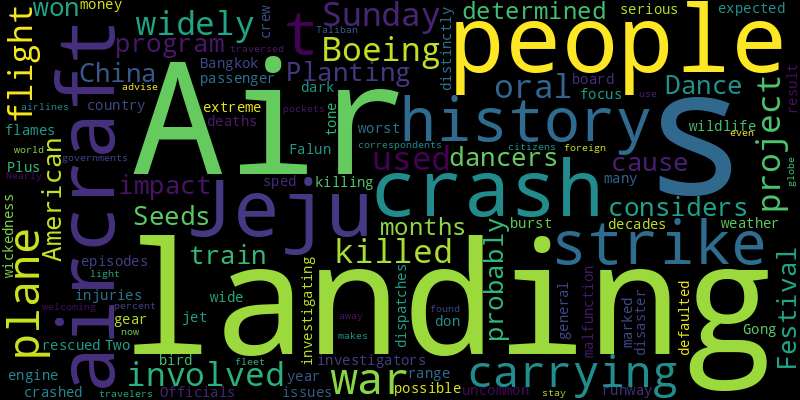 won
money
widely
flight
program
t
crew
traversed
Sunday
Taliban
Boeing
distinctly
determined
serious
expected
people
aircraft
China
Bangkok
passenger
Planting
oral
board
focus
Dance
result
airlines
advise
country
extreme
dark
pockets
use
Air
history
s
project
flames
deaths
tone
worst
wildlife
even
world
American
governments
Falun
correspondents
used
dancers
citizens
foreign
cause
Plus
Nearly
impact
sped
killing
crash
many
globe
wickedness
Seeds
Jeju
months
burst
considers
decades
weather
plane
episodes
train
killed
probably
strike
Festival
light
injuries
wide
investigating
dispatches
landing
general
malfunction
marked
disaster
defaulted
welcoming
percent
gear
now
jet
away
found
don
Gong
rescued
Two
makes
bird
fleet
investigators
engine
involved
year
war
range
carrying
crashed
travelers
Officials
issues
possible
uncommon
stay
runway